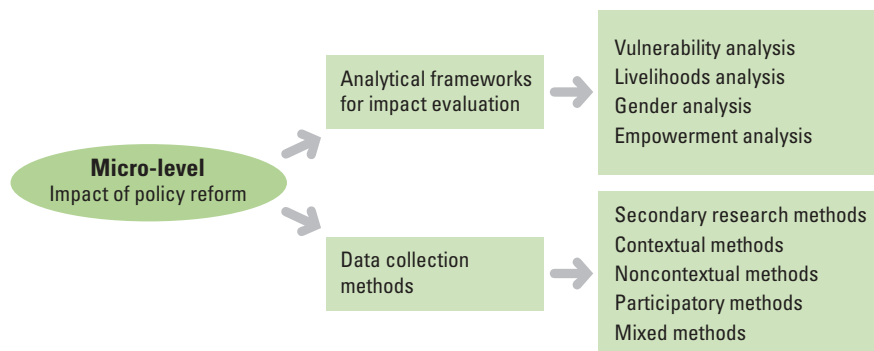 Micro-level
Impact of policy reform
Analytical frameworks
for impact evaluation
Vulnerability analysis
Livelihoods analysis
Gender analysis
Empowerment analysis
Data collection
methods
Secondary research methods
Contextual methods
Noncontextual methods
Participatory methods
Mixed methods